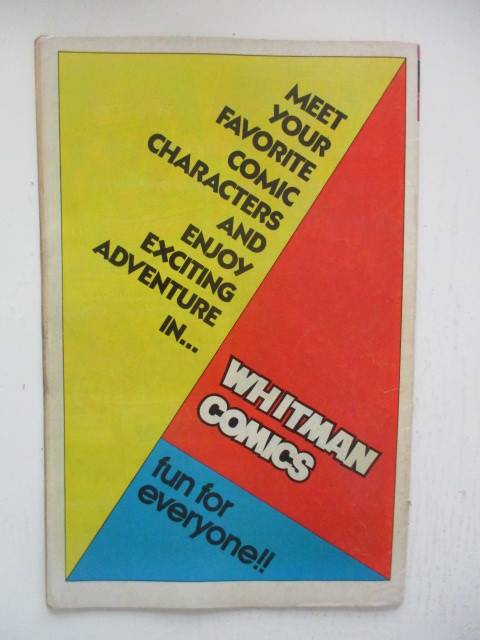 MEET
YOUR
FAVORITE
COMIC
CHARACTERS
AND
ENJOY
EXCITING
ADVENTURE
IN...
WHITMAN
COMICS
fun for
everyone!!